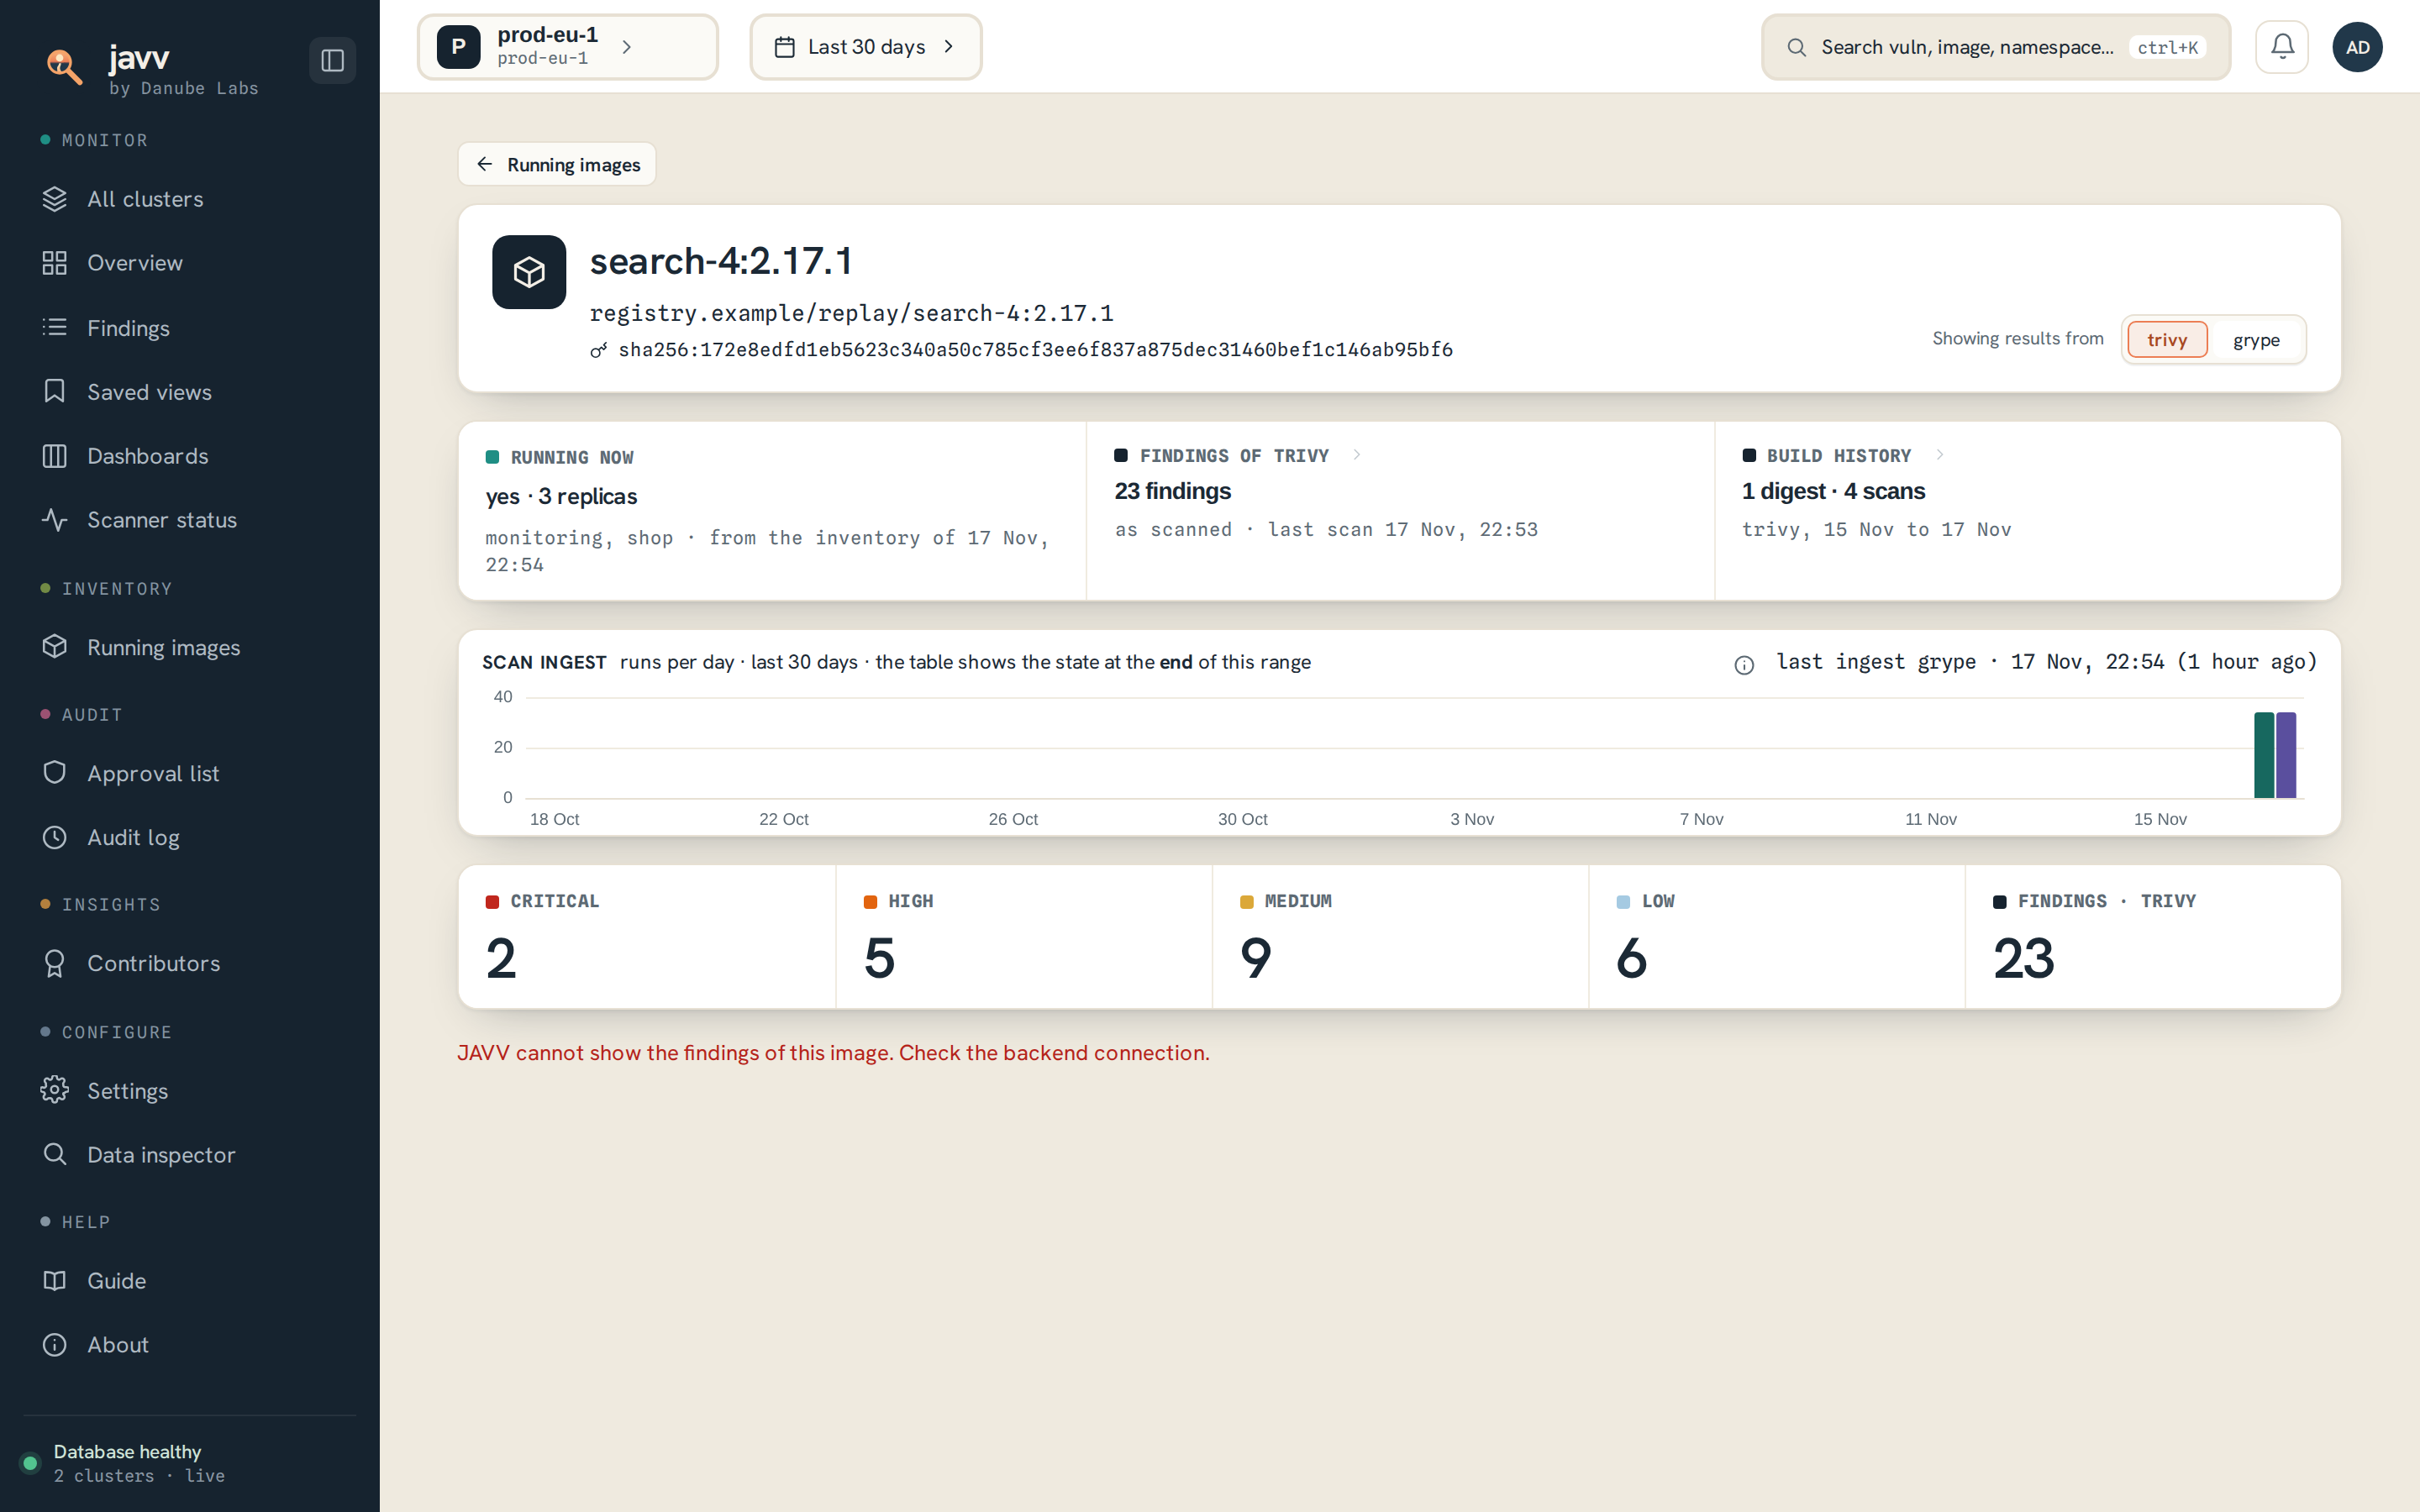 javv
by Danube Labs
MONITOR
All clusters
Overview
Findings
Saved views
Dashboards
Scanner status
INVENTORY
Running images
AUDIT
Approval list
Audit log
INSIGHTS
Contributors
CONFIGURE
Settings
Data inspector
HELP
Guide
About
Database healthy
2 clusters · live
P
prod-eu-1
prod-eu-1
Last 30 days
Search vuln, image, namespace...
ctrl+K
AD
Running images
search-4:2.17.1
registry.example/replay/search-4:2.17.1
sha256:172e8edfd1eb5623c340a50c785cf3ee6f837a875dec31460bef1c146ab95bf6
Showing results from
trivy
grype
RUNNING NOW
yes · 3 replicas
monitoring, shop · from the inventory of 17 Nov,
22:54
FINDINGS OF TRIVY
23 findings
as scanned · last scan 17 Nov, 22:53
BUILD HISTORY
1 digest · 4 scans
trivy, 15 Nov to 17 Nov
SCAN INGEST runs per day · last 30 days · the table shows the state at the end of this range
last ingest grype · 17 Nov, 22:54 (1 hour ago)
40
20
0
18 Oct 22 Oct 26 Oct 30 Oct 3 Nov 7 Nov 11 Nov 15 Nov
CRITICAL
2
HIGH
5
MEDIUM
9
LOW
6
FINDINGS · TRIVY
23
JAVV cannot show the findings of this image. Check the backend connection.